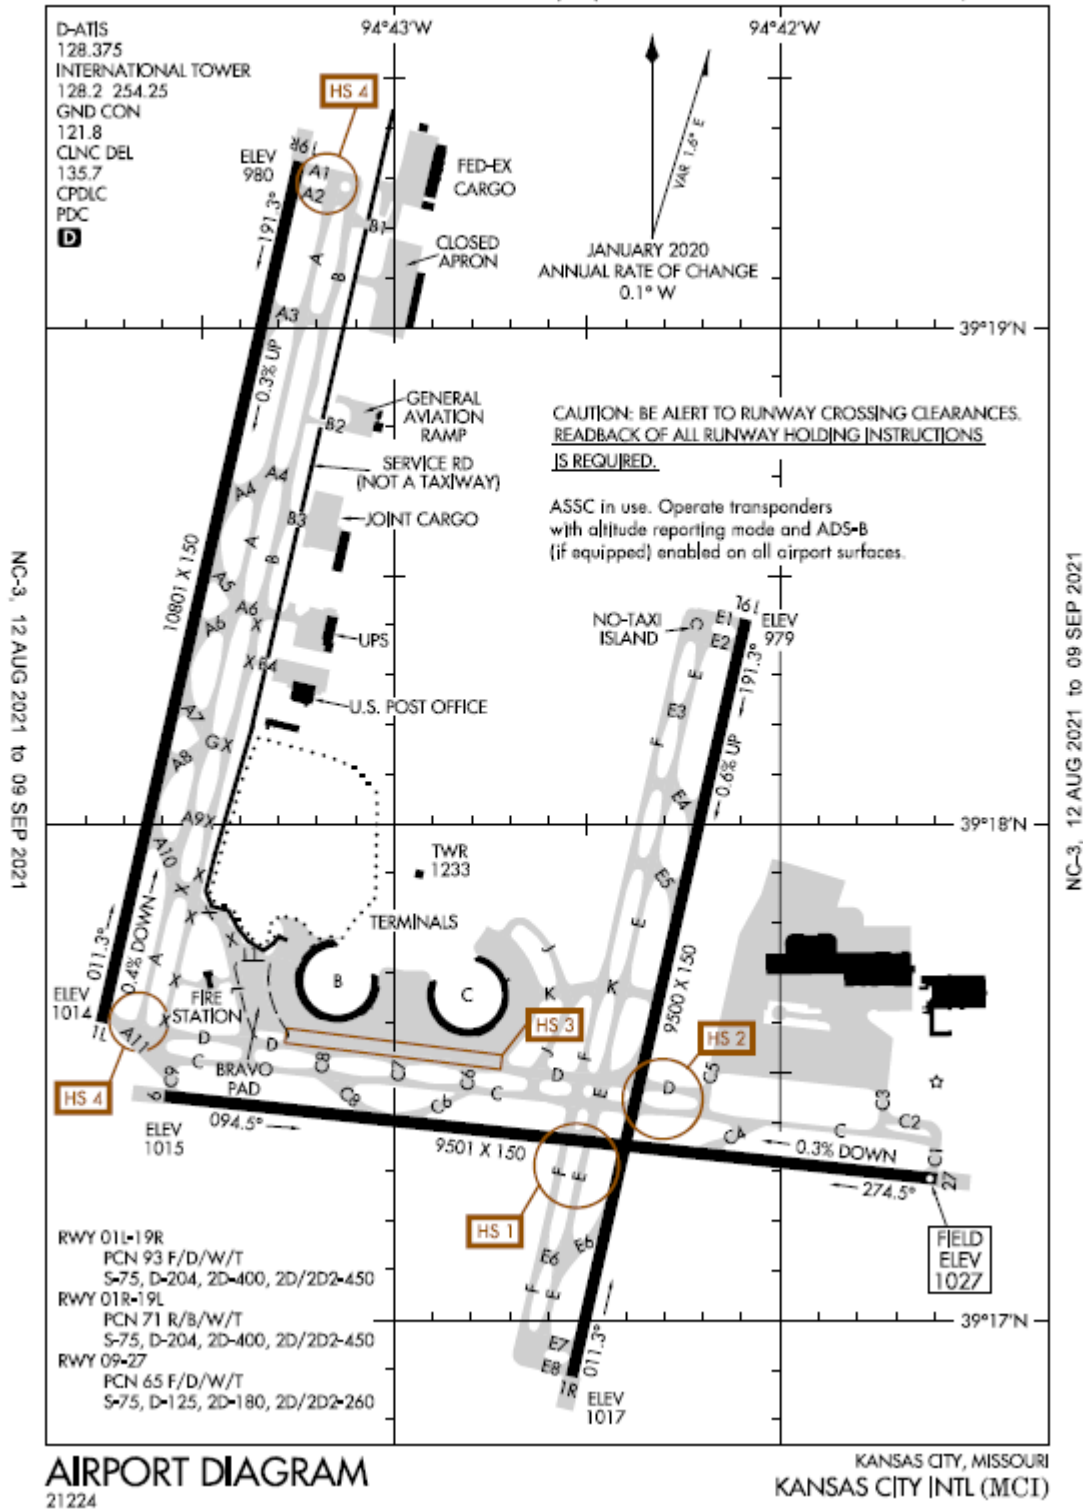 94°43'W
94°42'W
D-ATIS
128.375
INTERNATIONAL TOWER
128.2 254.25
GND CON
121.8
CLNC DEL
135.7
CPDLC
PDC
D
HS 4
19R
ELEV
980
A1
A2
191.3°
FED-EX
CARGO
B1
CLOSED
APRON
A
B
VAR 1.6° E
JANUARY 2020
ANNUAL RATE OF CHANGE
0.1° W
A3
39°19'N
0.3% UP
GENERAL
AVIATION
RAMP
B2
CAUTION: BE ALERT TO RUNWAY CROSSING CLEARANCES.
READBACK OF ALL RUNWAY HOLDING INSTRUCTIONS
IS REQUIRED.
SERVICE RD
(NOT A TAXIWAY)
A4
A4
B3
JOINT CARGO
ASSC in use. Operate transponders
with altitude reporting mode and ADS-B
(if equipped) enabled on all airport surfaces.
A
B
10801 X 150
A5
A6
A6
X
UPS
X
B4
U.S. POST OFFICE
NO-TAXI
ISLAND
C
E1
E2
19L
ELEV
979
191.3°
E
E3
F
0.6% UP
E4
A7
G X
A8
A9X
39°18'N
A10
TWR
1233
E5
TERMINALS
X
X
X
I
X
E
011.3°
0.4% DOWN
A
X
J
K
K
9500 X 150
B
C
ELEV
1014
1L
FIRE
STATION
L
HS 3
HS 2
A11
X
D
X
D
C
C9
BRAVO
PAD
C8
C7
C6
J
F
D
E
D
C5
C8
C6
C
C3
C2
C
C4
C1
HS 4
9
ELEV
1015
094.5°
9501 X 150
0.3% DOWN
274.5°
27
F
E
HS 1
FIELD
ELEV
1027
E6
E6
F
E
E7
E8
1R
011.3°
ELEV
1017
39°17'N
RWY 01L-19R
PCN 93 F/D/W/T
S-75, D-204, 2D-400, 2D/2D2-450
RWY 01R-19L
PCN 71 R/B/W/T
S-75, D-204, 2D-400, 2D/2D2-450
RWY 09-27
PCN 65 F/D/W/T
S-75, D-125, 2D-180, 2D/2D2-260
NC-3, 12 AUG 2021 to 09 SEP 2021
NC-3, 12 AUG 2021 to 09 SEP 2021
AIRPORT DIAGRAM
21224
KANSAS CITY, MISSOURI
KANSAS CITY INTL (MCI)